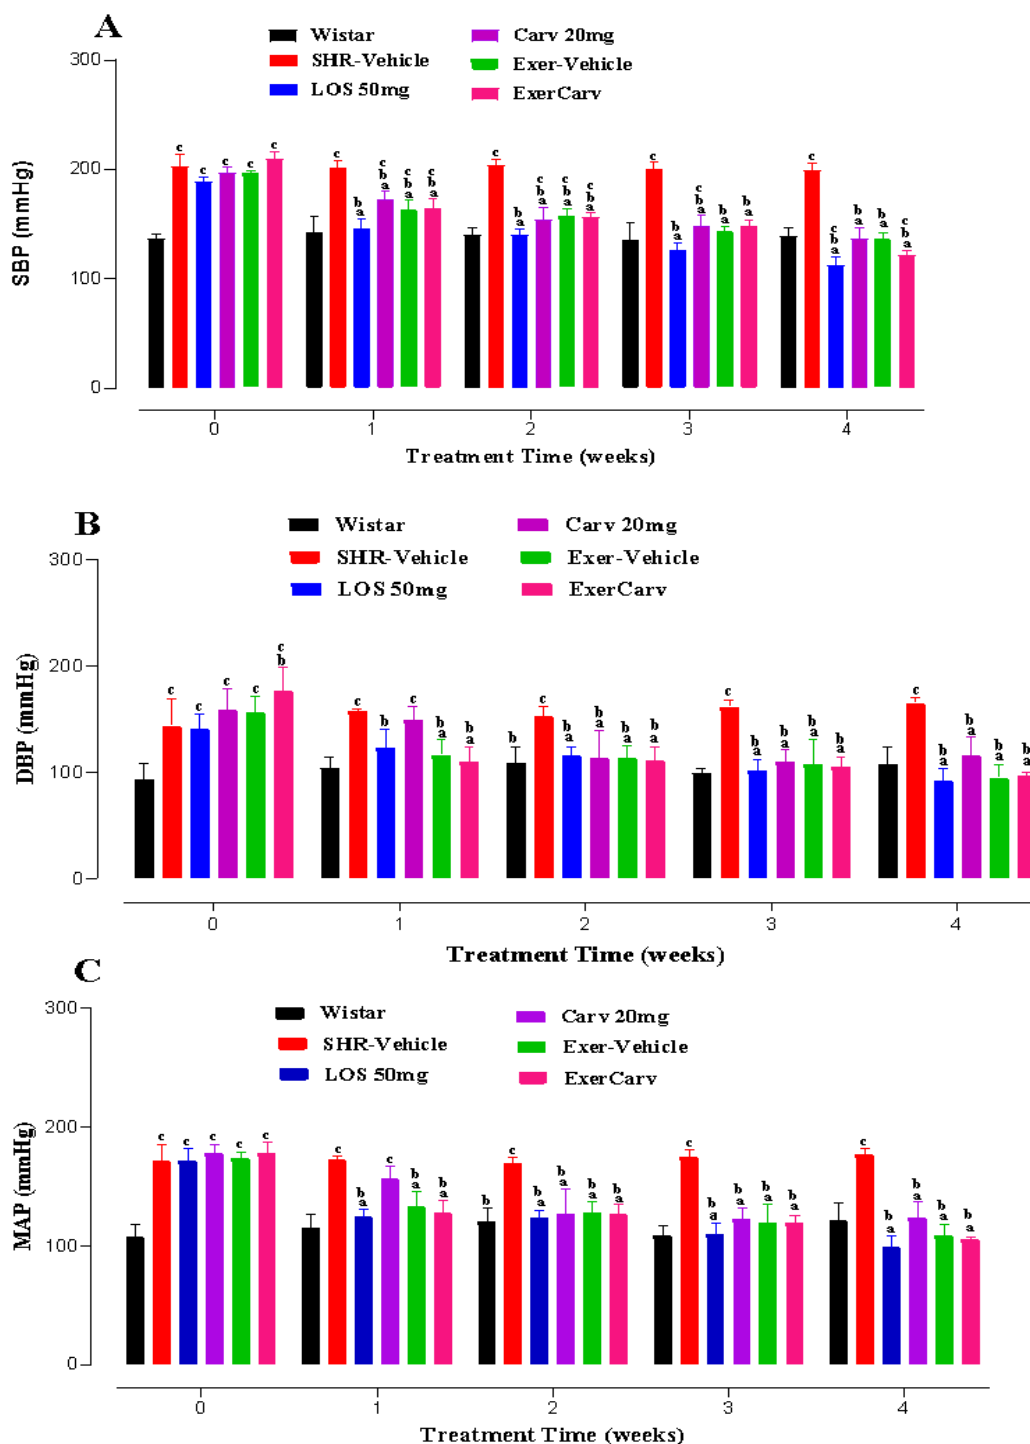 A
Wistar Carv 20mg
SHR-Vehicle Exer-Vehicle
LOS 50mg ExerCarv
SBP (mmHg)
300
200
100
0
c c c c c
c b a c b a c b a c b a c b a
c b a c b a c b a c b a c b a
c b a c b a c b a c b a c b a
c b a b a b a c b a
0 1 2 3 4
Treatment Time (weeks)
B
Wistar Carv 20mg
SHR-Vehicle Exer-Vehicle
LOS 50mg ExerCarv
DBP (mmHg)
300
200
100
0
c c c c c b
c b c b a b a
b c b a b a b a b a
c b a b a b a b a
c b a b a b a b a
0 1 2 3 4
Treatment Time (weeks)
C
Wistar Carv 20mg
SHR-Vehicle Exer-Vehicle
LOS 50mg ExerCarv
MAP (mmHg)
300
200
100
0
c c c c c
c b a c b a b a
b c b a b a b a b a
c b a b a b a b a
c b a b a b a b a
0 1 2 3 4
Treatment Time (weeks)